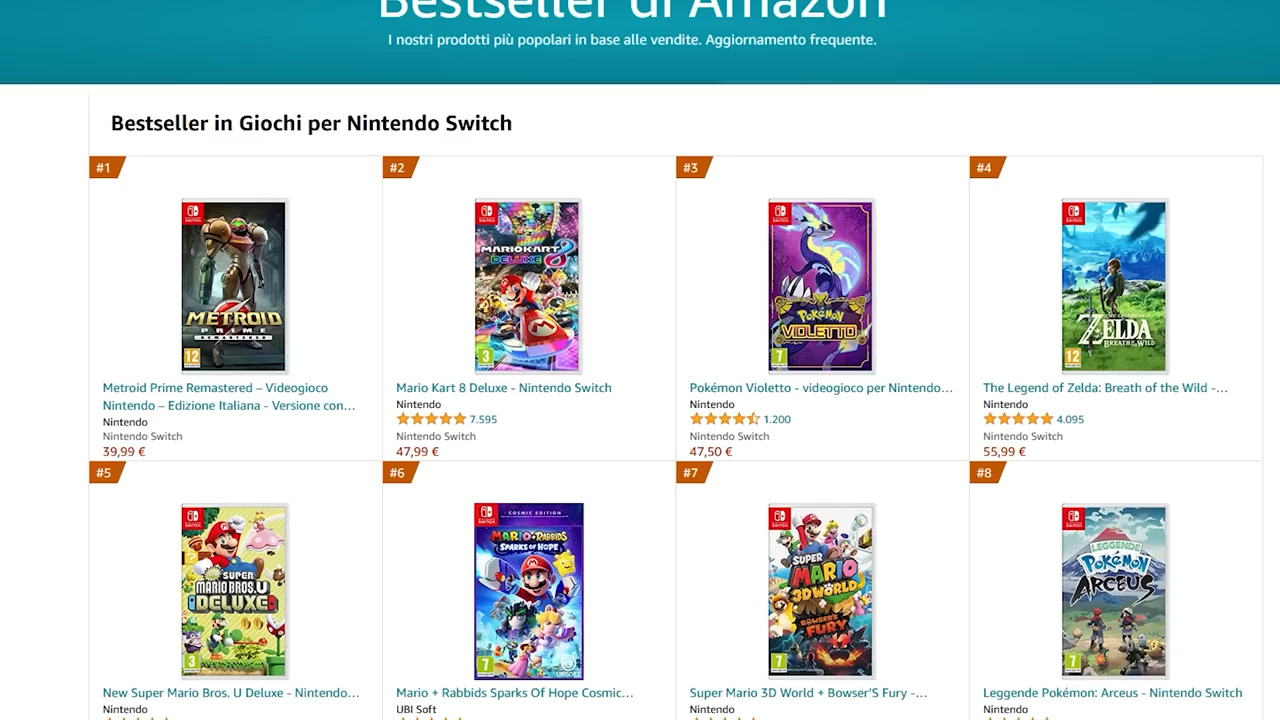 Bestseller di Amazon
I nostri prodotti più popolari in base alle vendite. Aggiornamento frequente.
Bestseller in Giochi per Nintendo Switch
#1
#2
#3
#4
METROID
PRIME
REMASTERED
12
MARIOKART 8
DELUXE
3
POKÉMON
VIOLETTO
7
THE LEGEND OF
ZELDA
BREATH OF THE WILD
12
Metroid Prime Remastered – Videogioco
Nintendo – Edizione Italiana - Versione con...
Nintendo
Nintendo Switch
39,99 €
Mario Kart 8 Deluxe - Nintendo Switch
Nintendo
7.595
Nintendo Switch
47,99 €
Pokémon Violetto - videogioco per Nintendo...
Nintendo
1.200
Nintendo Switch
47,50 €
The Legend of Zelda: Breath of the Wild -...
Nintendo
4.095
Nintendo Switch
55,99 €
#5
#6
#7
#8
NEW
SUPER
MARIO BROS. U
DELUXE
3
COSMIC EDITION
MARIO + RABBIDS
SPARKS OF HOPE
7
UBISOFT
SUPER
MARIO
3D WORLD
BOWSER'S
FURY
7
LEGGENDE
POKÉMON
ARCEUS
7
New Super Mario Bros. U Deluxe - Nintendo...
Nintendo
Mario + Rabbids Sparks Of Hope Cosmic...
UBI Soft
Super Mario 3D World + Bowser'S Fury -...
Nintendo
Leggende Pokémon: Arceus - Nintendo Switch
Nintendo